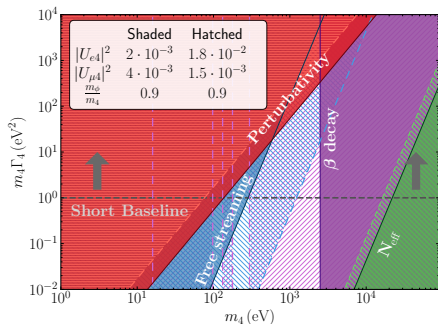 Shaded Hatched
|U_{e4}|^2 2 · 10^{-3} 1.8 · 10^{-2}
|U_{μ4}|^2 4 · 10^{-3} 1.5 · 10^{-3}
m_φ/m_4 0.9 0.9
Perturbativity
β decay
Short Baseline
Free streaming
N_eff
m_4Γ_4 (eV^2)
10^4
10^3
10^2
10^1
10^0
10^{-1}
10^{-2}
10^0 10^1 10^2 10^3 10^4
m_4 (eV)